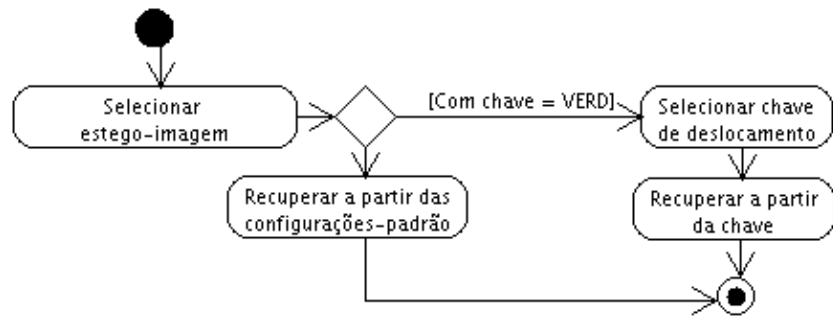 Selecionar
estego-imagem
[Com chave = VERD]
Selecionar chave
de deslocamento
Recuperar a partir das
configurações-padrão
Recuperar a partir
da chave